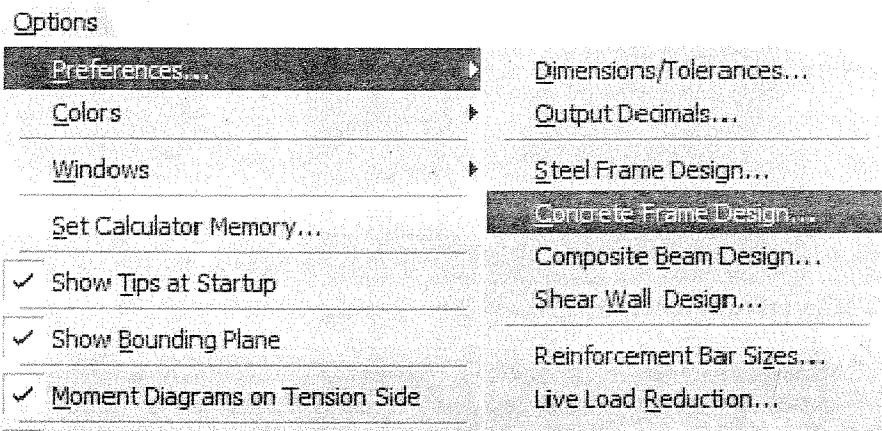 Options
Preferences...
Colors
Windows
Set Calculator Memory...
Show Tips at Startup
Show Bounding Plane
Moment Diagrams on Tension Side
Dimensions/Tolerances...
Output Decimals...
Steel Frame Design...
Concrete Frame Design...
Composite Beam Design...
Shear Wall Design...
Reinforcement Bar Sizes...
Live Load Reduction...